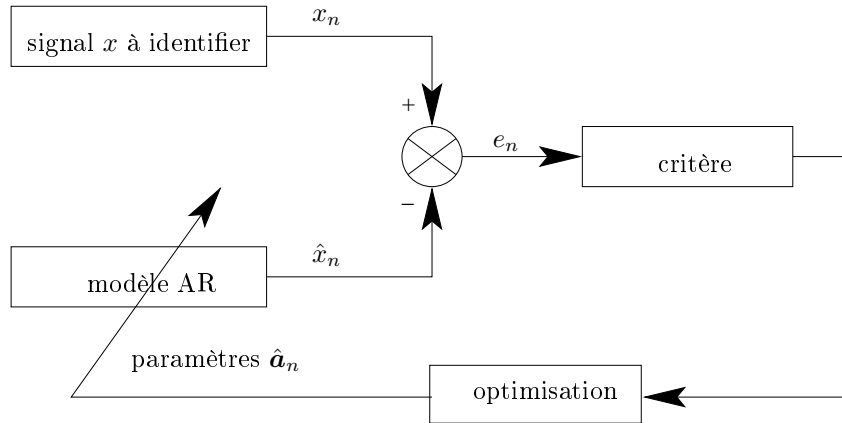 signal x à identifier
x_n
+
e_n
critère
−
x̂_n
modèle AR
paramètres â_n
optimisation